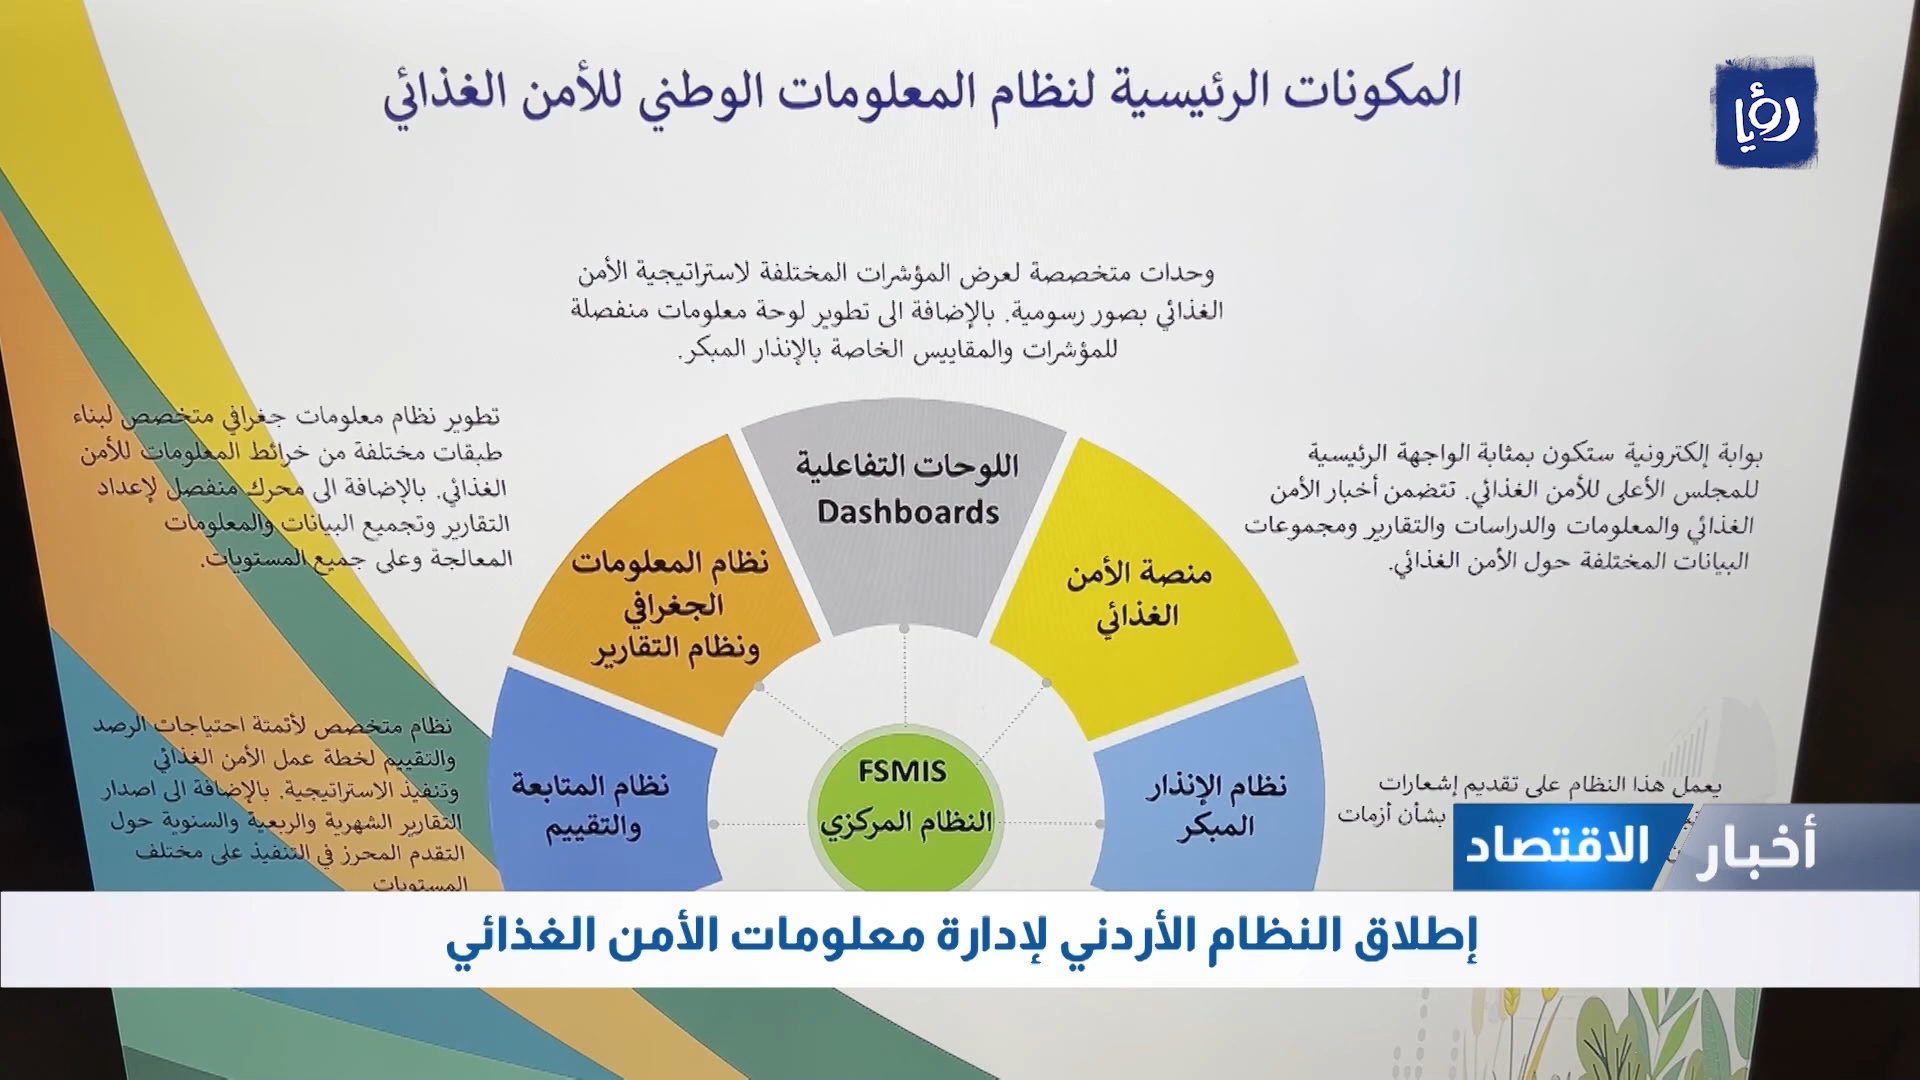 المكونات الرئيسية لنظام المعلومات الوطني للأمن الغذائي
رؤيا
وحدات متخصصة لعرض المؤشرات المختلفة لاستراتيجية الأمن
الغذائي بصور رسومية. بالإضافة الى تطوير لوحة معلومات منفصلة
للمؤشرات والمقاييس الخاصة بالإنذار المبكر.
بوابة إلكترونية ستكون بمثابة الواجهة الرئيسية
للمجلس الأعلى للأمن الغذائي. تتضمن أخبار الأمن
الغذائي والمعلومات والدراسات والتقارير ومجموعات
البيانات المختلفة حول الأمن الغذائي.
تطوير نظام معلومات جغرافي متخصص لبناء
طبقات مختلفة من خرائط المعلومات للأمن
الغذائي. بالإضافة الى محرك منفصل لإعداد
التقارير وتجميع البيانات والمعلومات
المعالجة وعلى جميع المستويات.
اللوحات التفاعلية
Dashboards
منصة الأمن
الغذائي
نظام المعلومات
الجغرافي
ونظام التقارير
يعمل هذا النظام على تقديم إشعارات
بشأن أزمات
نظام الإنذار
المبكر
FSMIS
النظام المركزي
نظام المتابعة
والتقييم
نظام متخصص لأتمتة احتياجات الرصد
والتقييم لخطة عمل الأمن الغذائي
وتنفيذ الاستراتيجية. بالإضافة الى اصدار
التقارير الشهرية والربعية والسنوية حول
التقدم المحرز في التنفيذ على مختلف
المستويات
أخبار الاقتصاد
إطلاق النظام الأردني لإدارة معلومات الأمن الغذائي